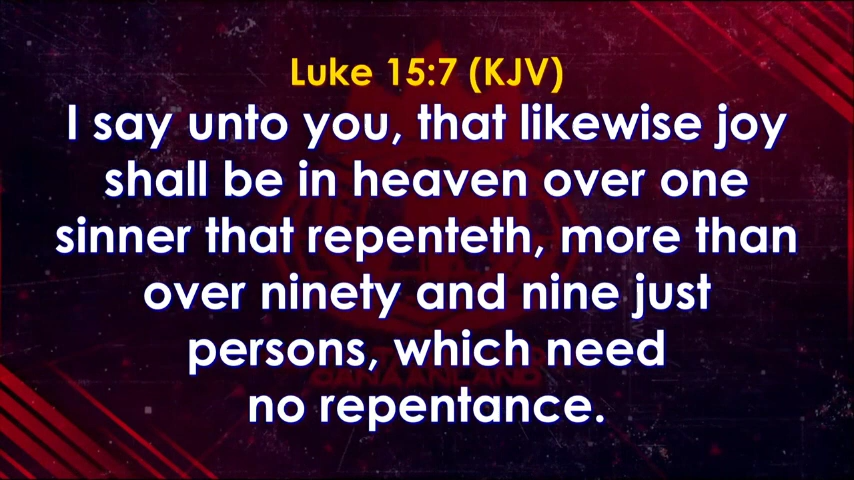 Luke 15:7 (KJV)
I say unto you, that likewise joy
shall be in heaven over one
sinner that repenteth, more than
over ninety and nine just
persons, which need
no repentance.
CANAANLAND